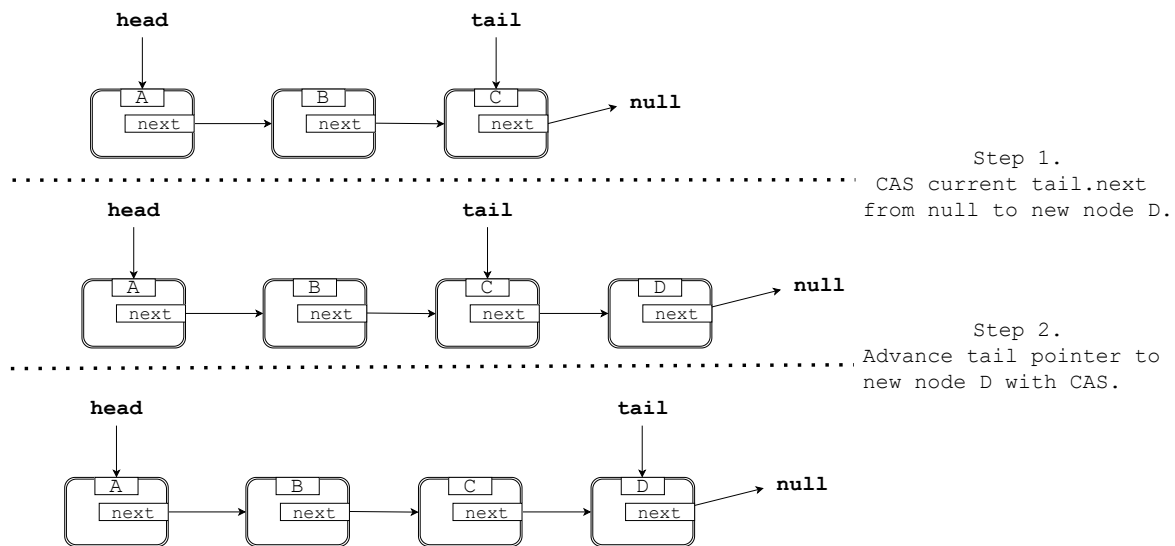 head
tail
A
B
C
next
next
next
null
Step 1.
CAS current tail.next
from null to new node D.
head
tail
A
B
C
D
next
next
next
next
null
Step 2.
Advance tail pointer to
new node D with CAS.
head
tail
A
B
C
D
next
next
next
next
null